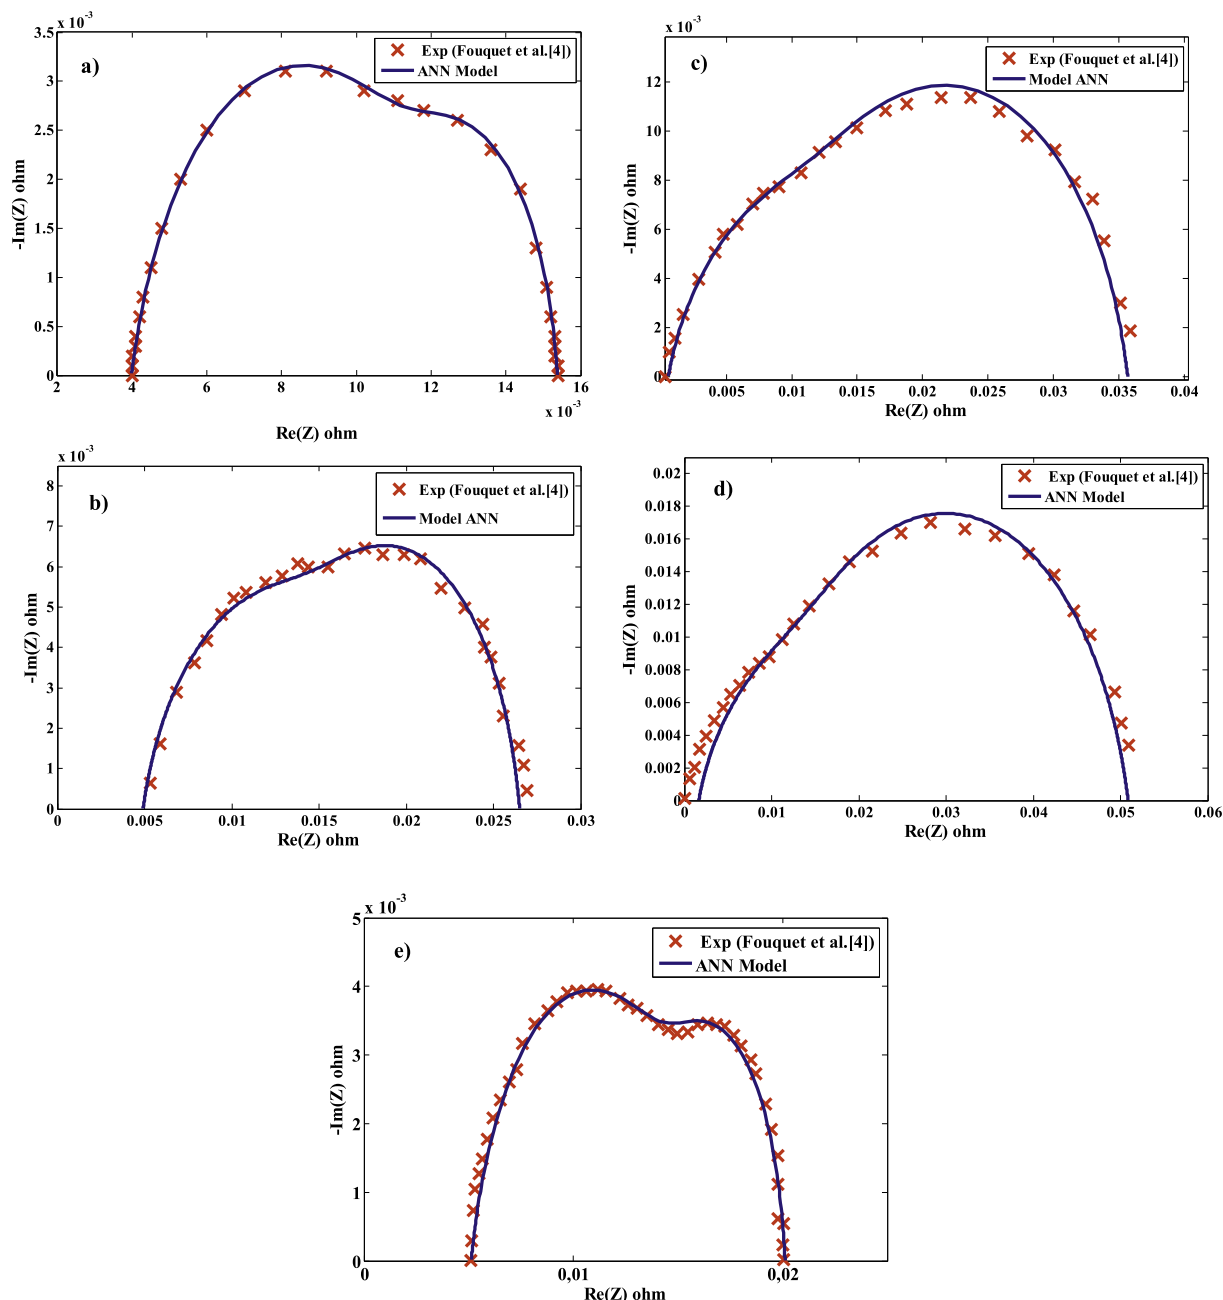 x 10^-3
a)
Exp (Fouquet et al.[4])
ANN Model
3.5
3
2.5
2
1.5
1
0.5
0
-Im(Z) ohm
2 4 6 8 10 12 14 16
x 10^-3
Re(Z) ohm
x 10^-3
c)
Exp (Fouquet et al.[4])
Model ANN
12
10
8
6
4
2
0
-Im(Z) ohm
0.005 0.01 0.015 0.02 0.025 0.03 0.035 0.04
Re(Z) ohm
x 10^-3
b)
Exp (Fouquet et al.[4])
Model ANN
8
7
6
5
4
3
2
1
0
-Im(Z) ohm
0 0.005 0.01 0.015 0.02 0.025 0.03
Re(Z) ohm
d)
Exp (Fouquet et al.[4])
ANN Model
0.02
0.018
0.016
0.014
0.012
0.01
0.008
0.006
0.004
0.002
0
-Im(Z) ohm
0 0.01 0.02 0.03 0.04 0.05 0.06
Re(Z) ohm
x 10^-3
e)
Exp (Fouquet et al.[4])
ANN Model
5
4
3
2
1
0
-Im(Z) ohm
0 0,01 0,02
Re(Z) ohm